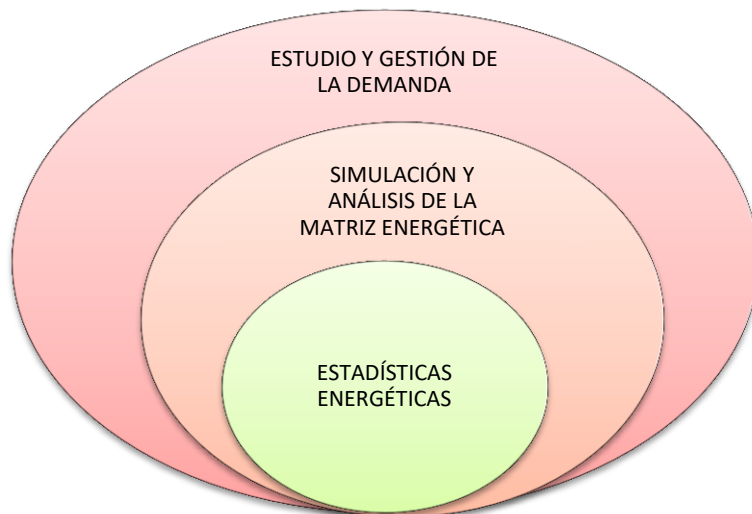 ESTUDIO Y GESTIÓN DE
LA DEMANDA
SIMULACIÓN Y
ANÁLISIS DE LA
MATRIZ ENERGÉTICA
ESTADÍSTICAS
ENERGÉTICAS